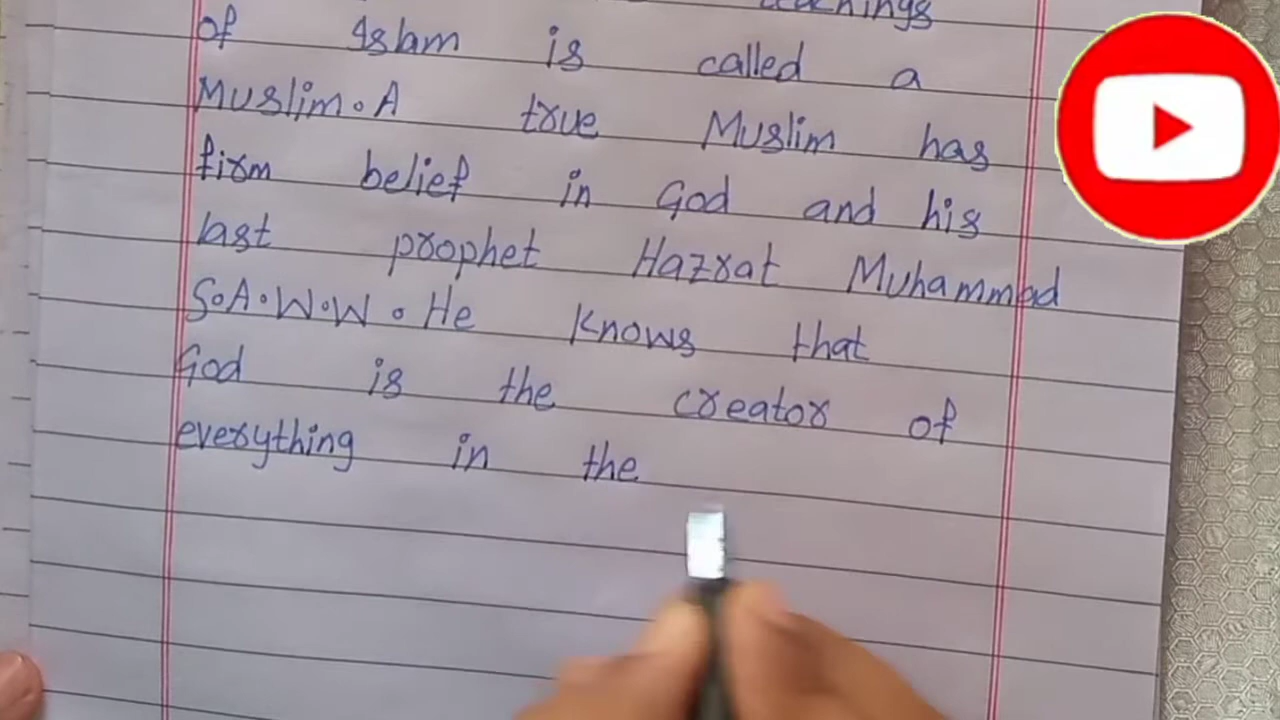 teachings
of Islam is called a
Muslim. A true Muslim has
firm belief in God and his
last prophet Hazrat Muhammad
S.A.W.W. He knows that
God is the creator of
everything in the